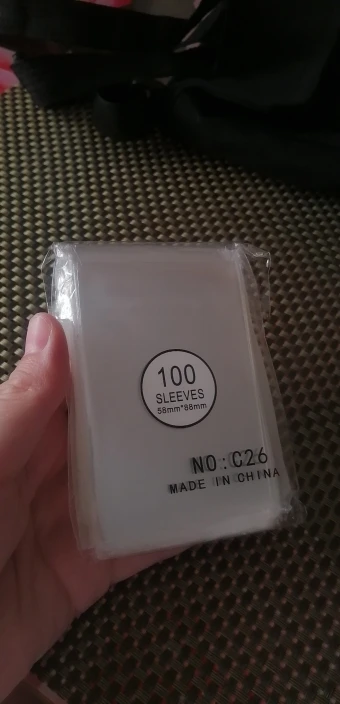 100
SLEEVES
58mm*88mm
NO:C26
MADE IN CHINA